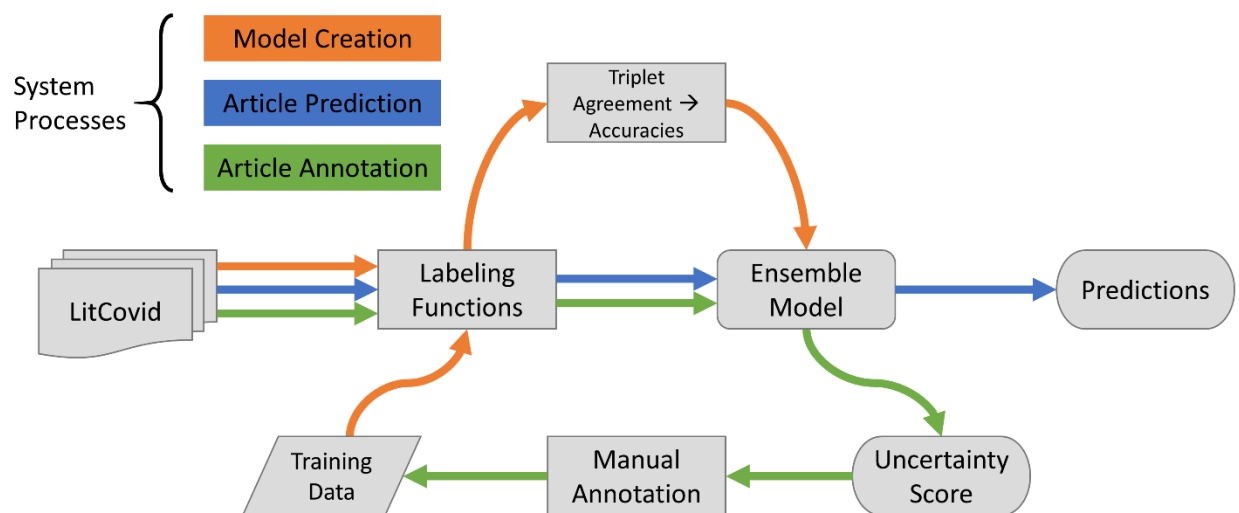 System
Processes
Model Creation
Article Prediction
Article Annotation
Triplet
Agreement →
Accuracies
LitCovid
Labeling
Functions
Ensemble
Model
Predictions
Training
Data
Manual
Annotation
Uncertainty
Score